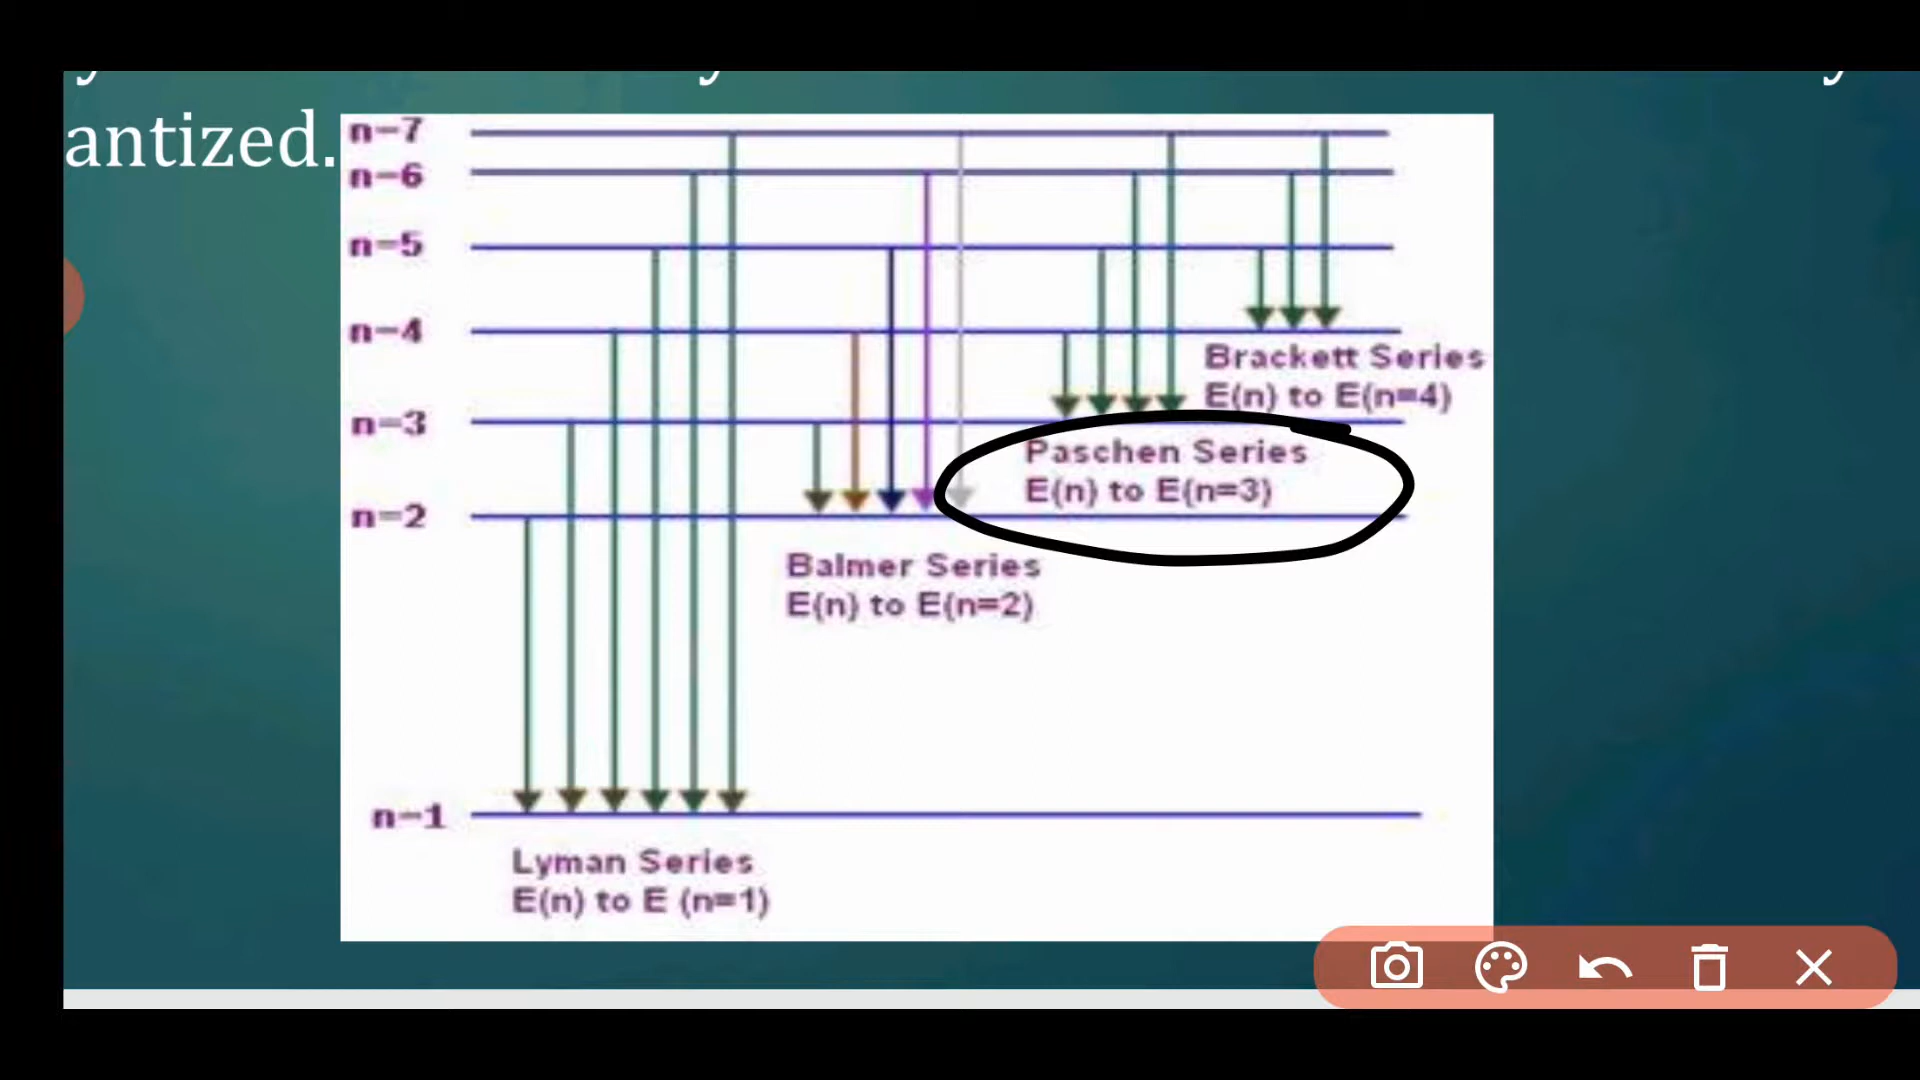 antized.
n=7
n=6
n=5
n=4
Brackett Series
E(n) to E(n=4)
n=3
Paschen Series
E(n) to E(n=3)
n=2
Balmer Series
E(n) to E(n=2)
n=1
Lyman Series
E(n) to E (n=1)